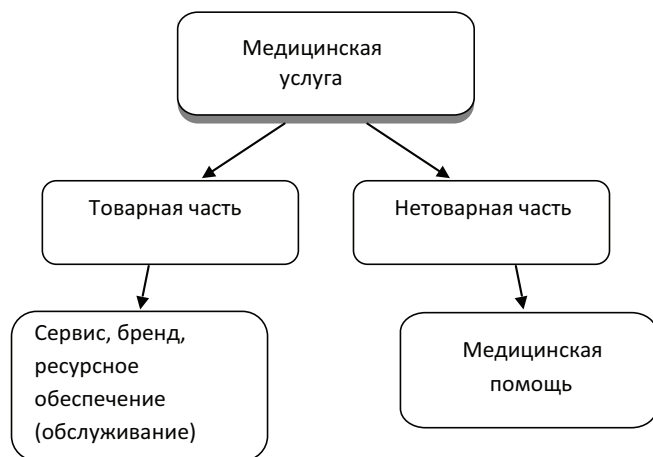 Медицинская
услуга
Товарная часть
Нетоварная часть
Сервис, бренд,
ресурсное
обеспечение
(обслуживание)
Медицинская
помощь